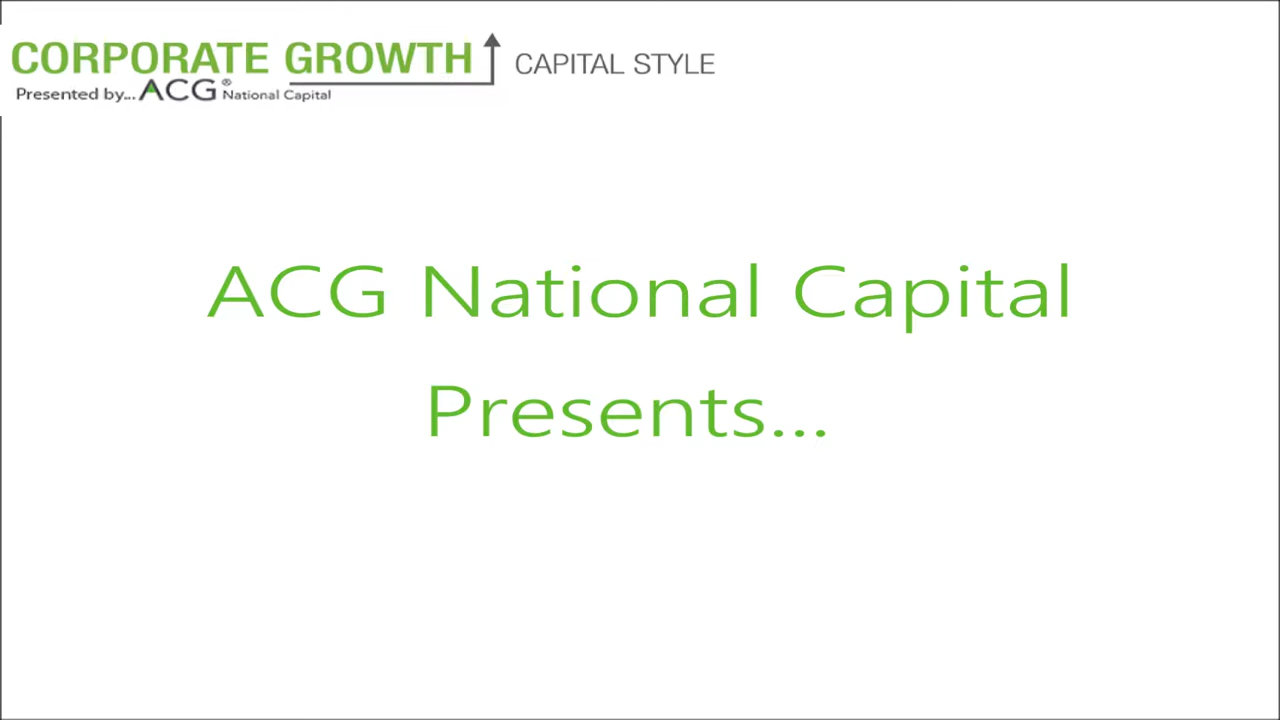 CORPORATE GROWTH CAPITAL STYLE
Presented by... ACG® National Capital
ACG National Capital
Presents...